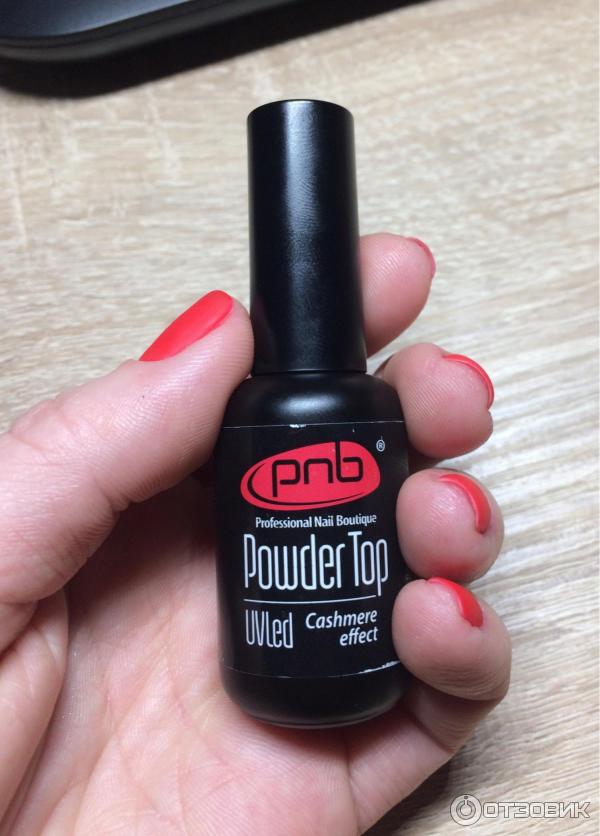 pnb®
Professional Nail Boutique
Powder Top
UVLed
Cashmere
effect
ОТЗОВИК